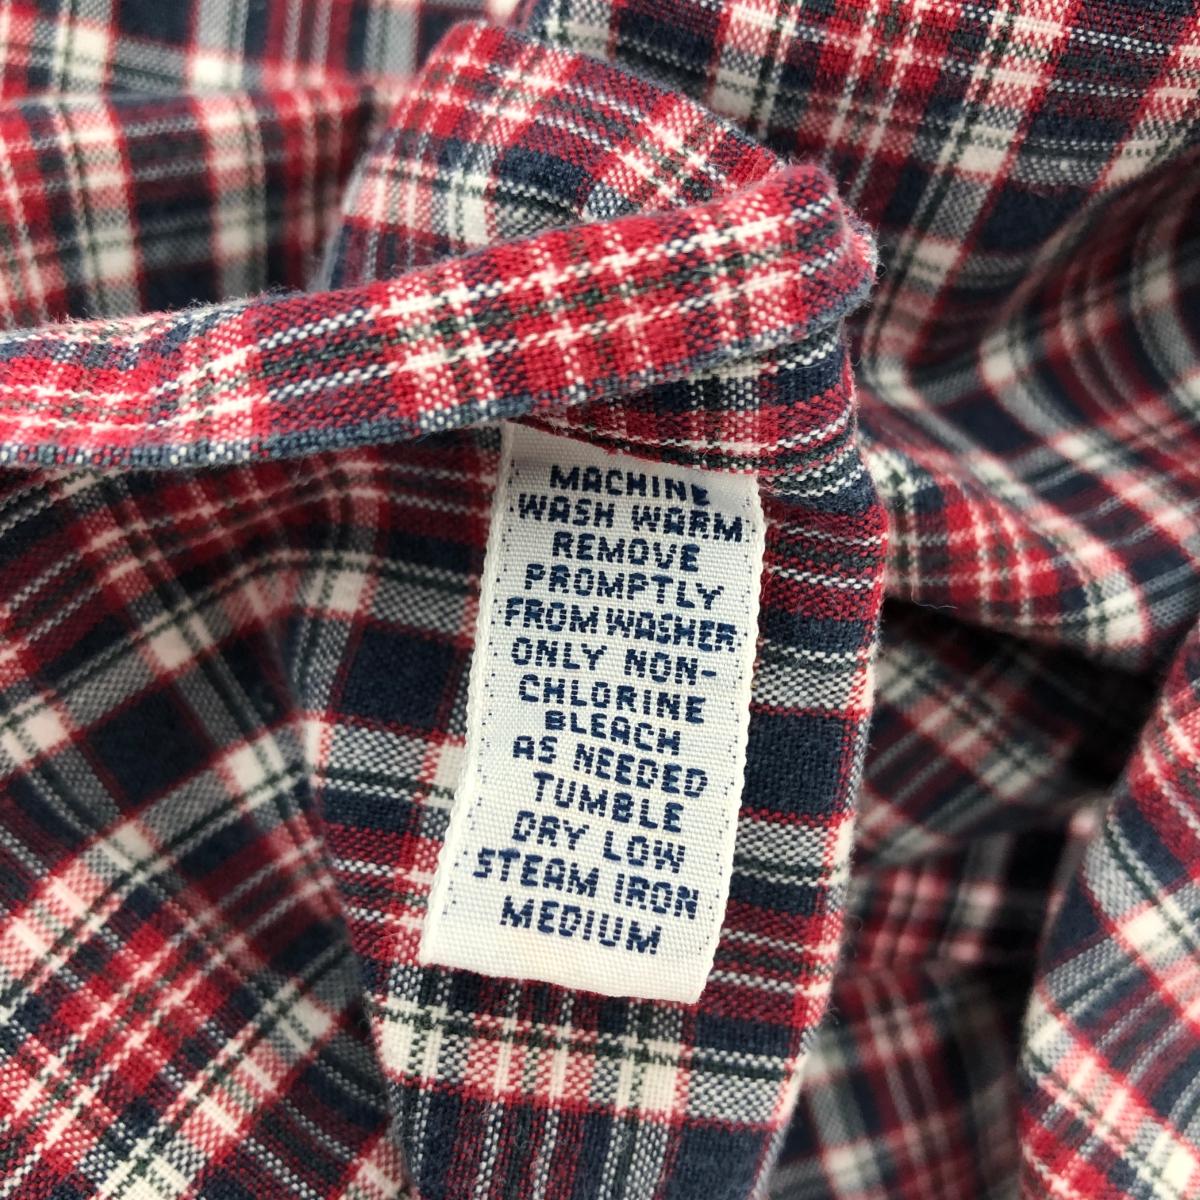 MACHINE
WASH WARM
REMOVE
PROMPTLY
FROM WASHER
ONLY NON-
CHLORINE
BLEACH
AS NEEDED
TUMBLE
DRY LOW
STEAM IRON
MEDIUM